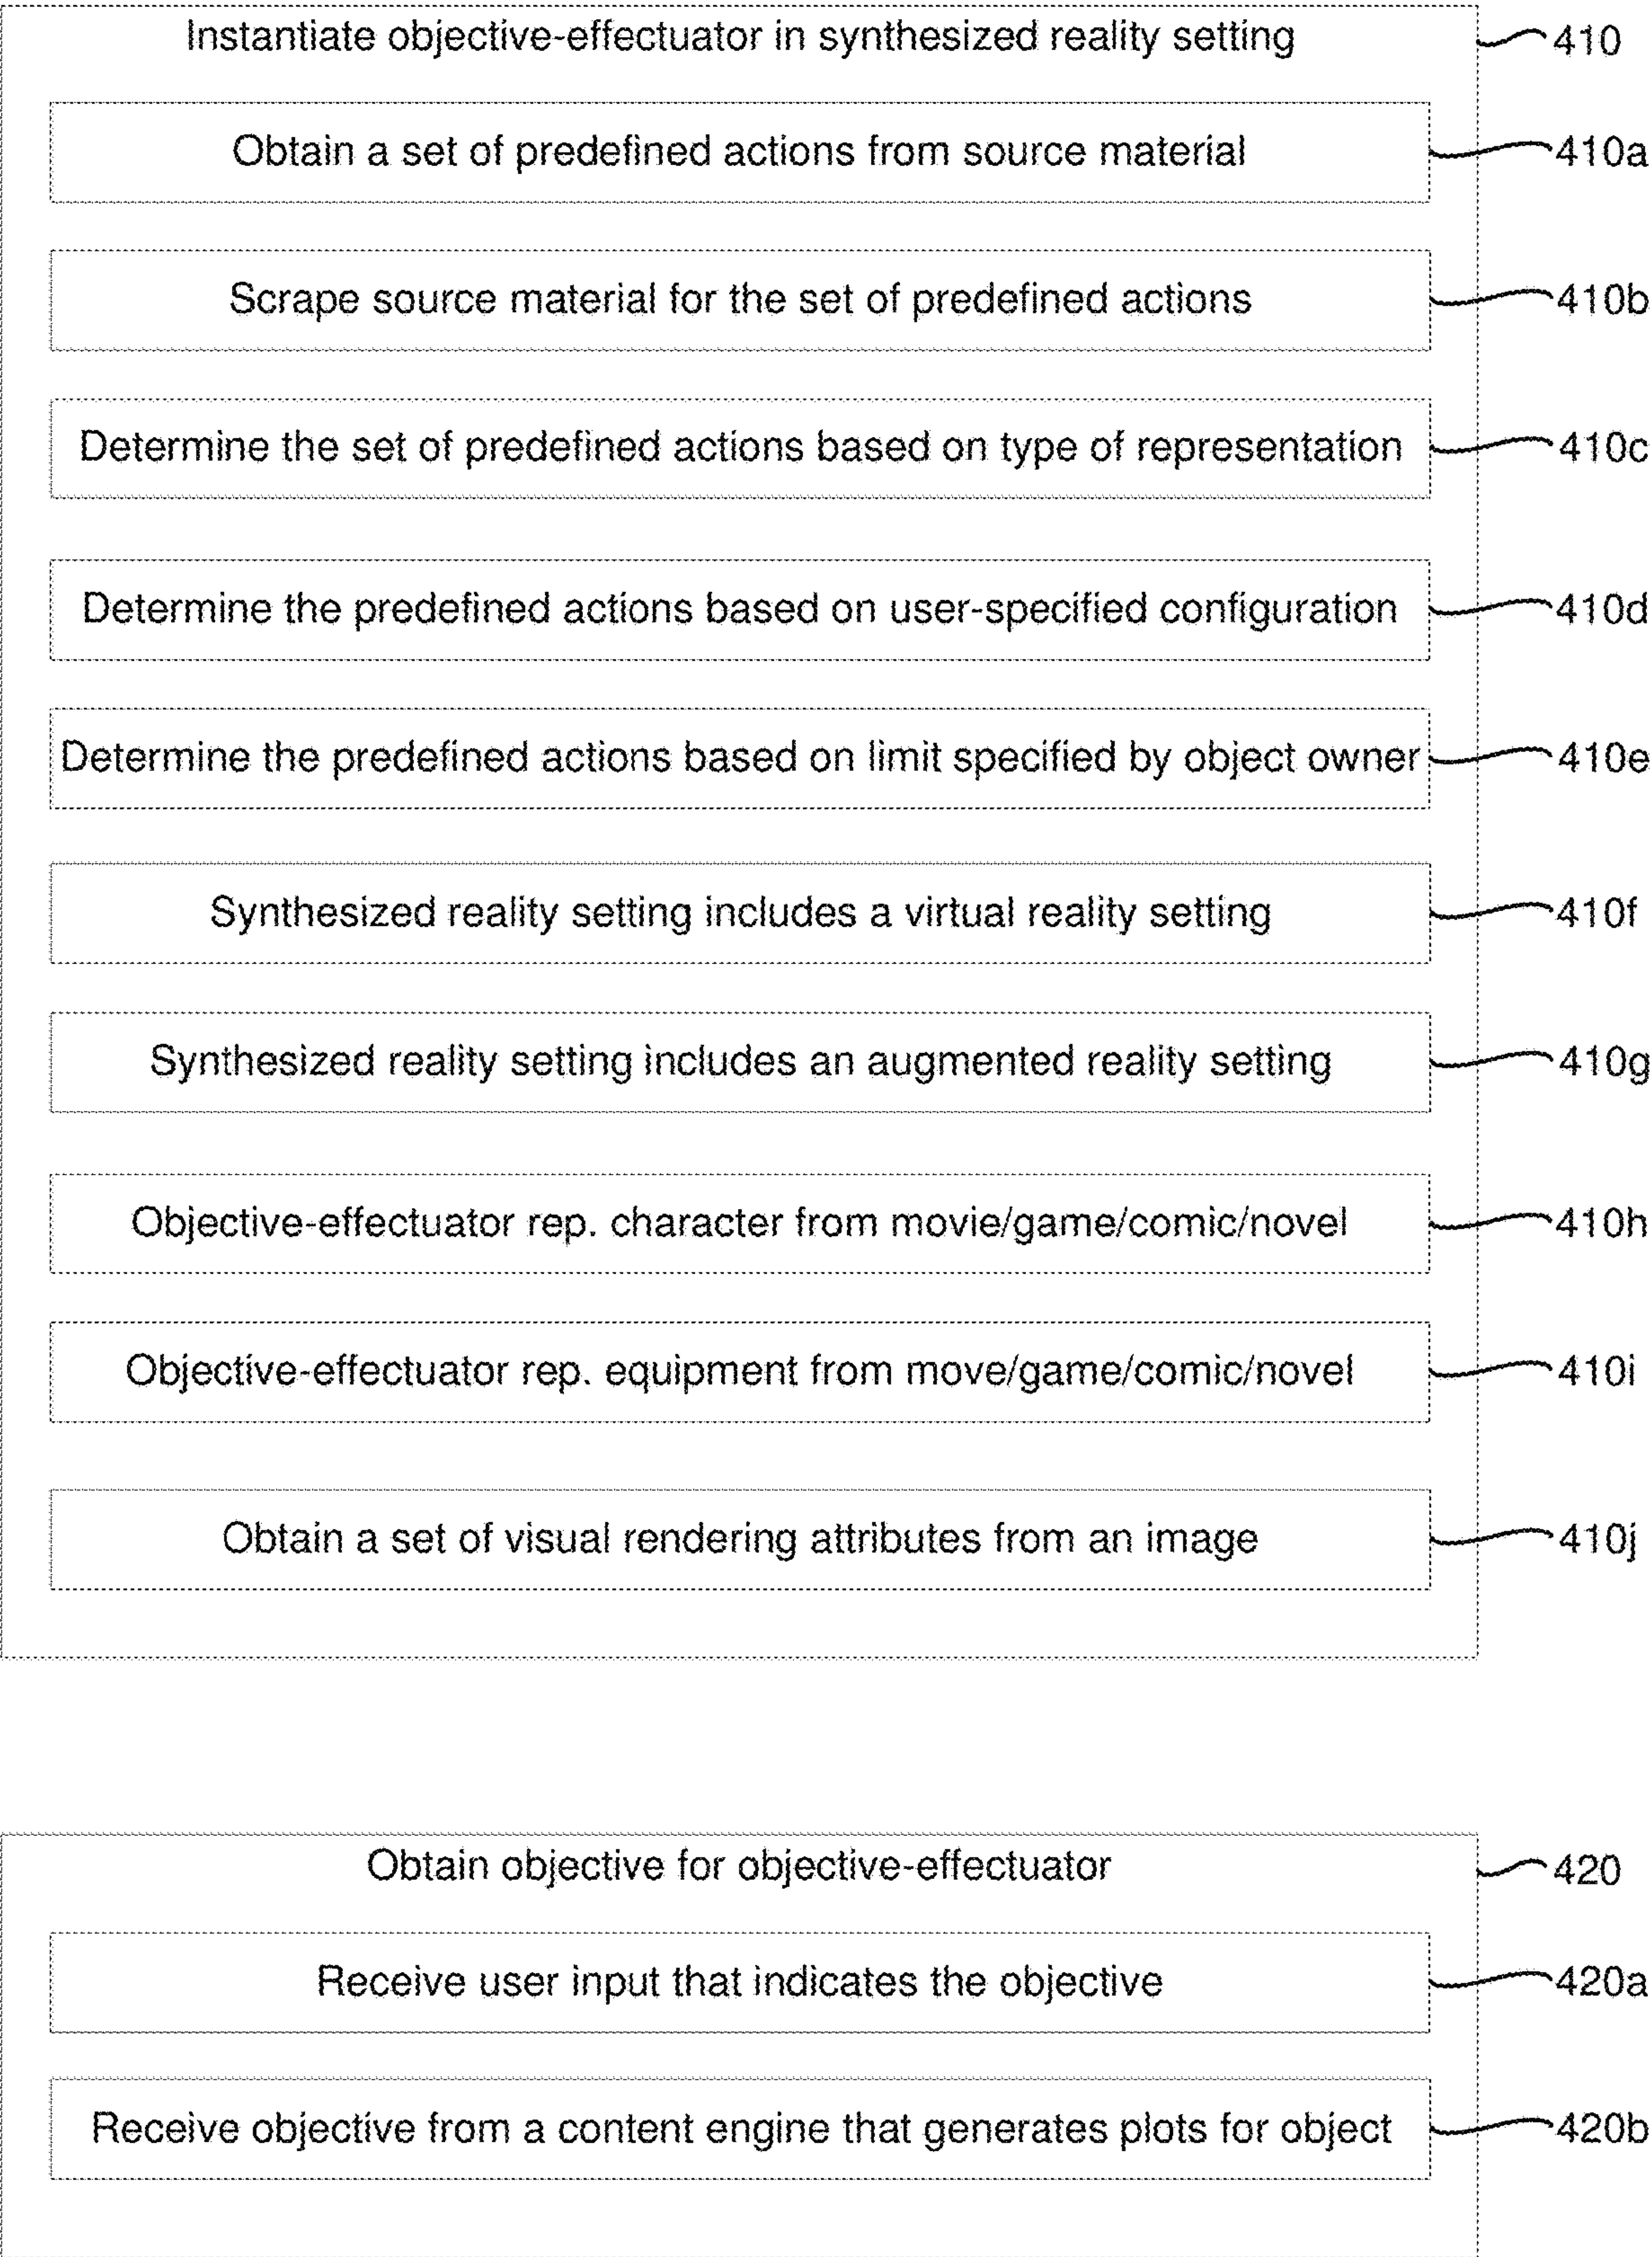 Instantiate objective-effectuator in synthesized reality setting 410
Obtain a set of predefined actions from source material 410a
Scrape source material for the set of predefined actions 410b
Determine the set of predefined actions based on type of representation 410c
Determine the predefined actions based on user-specified configuration 410d
Determine the predefined actions based on limit specified by object owner 410e
Synthesized reality setting includes a virtual reality setting 410f
Synthesized reality setting includes an augmented reality setting 410g
Objective-effectuator rep. character from movie/game/comic/novel 410h
Objective-effectuator rep. equipment from move/game/comic/novel 410i
Obtain a set of visual rendering attributes from an image 410j
Obtain objective for objective-effectuator 420
Receive user input that indicates the objective 420a
Receive objective from a content engine that generates plots for object 420b